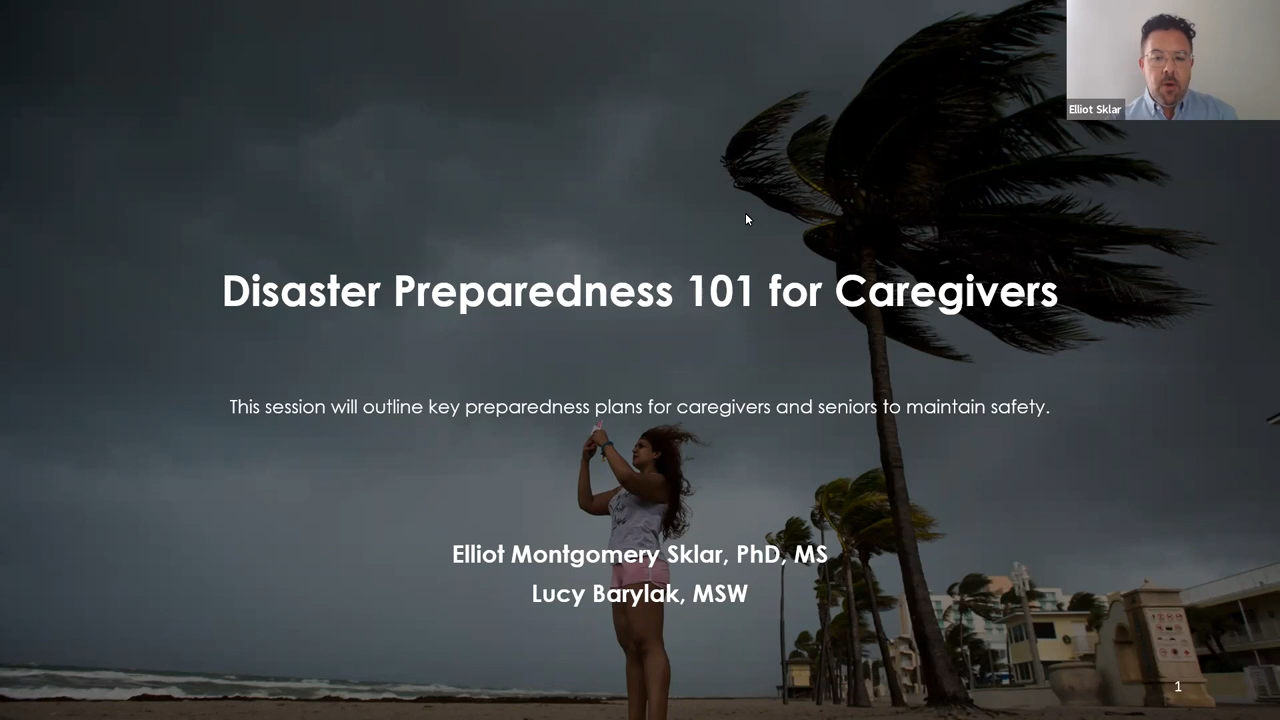 Elliot Sklar
Disaster Preparedness 101 for Caregivers
This session will outline key preparedness plans for caregivers and seniors to maintain safety.
Elliot Montgomery Sklar, PhD, MS
Lucy Barylak, MSW
1